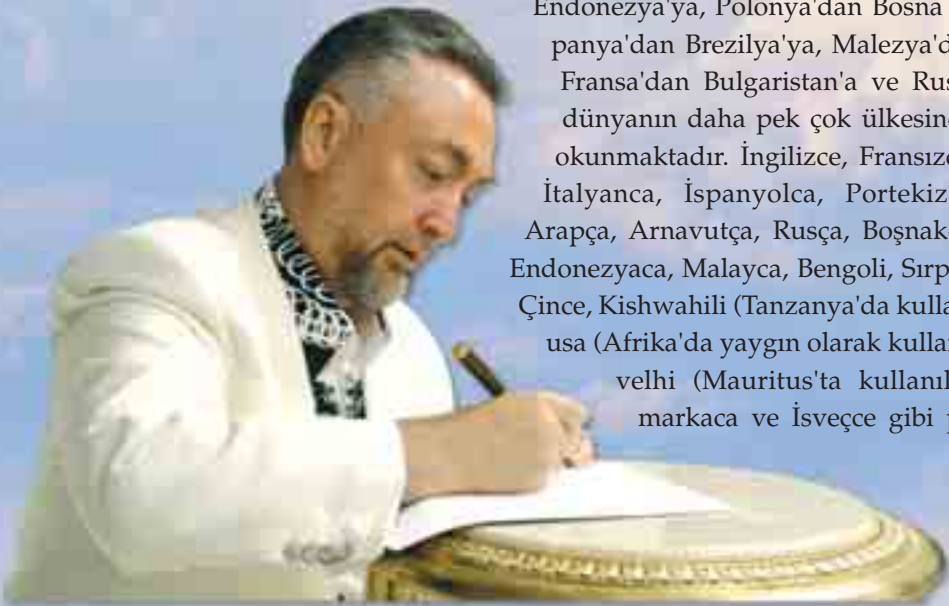 Endonezya'ya, Polonya'dan Bosna
panya'dan Brezilya'ya, Malezya'd
Fransa'dan Bulgaristan'a ve Rus
dünyanın daha pek çok ülkesin
okunmaktadır. İngilizce, Fransızc
İtalyanca, İspanyolca, Portekiz
Arapça, Arnavutça, Rusça, Boşnak
Endonezyaca, Malayca, Bengoli, Sırp
Çince, Kishwahili (Tanzanya'da kulla
usa (Afrika'da yaygın olarak kullan
velhi (Mauritus'ta kullanıl
markaca ve İsveççe gibi p